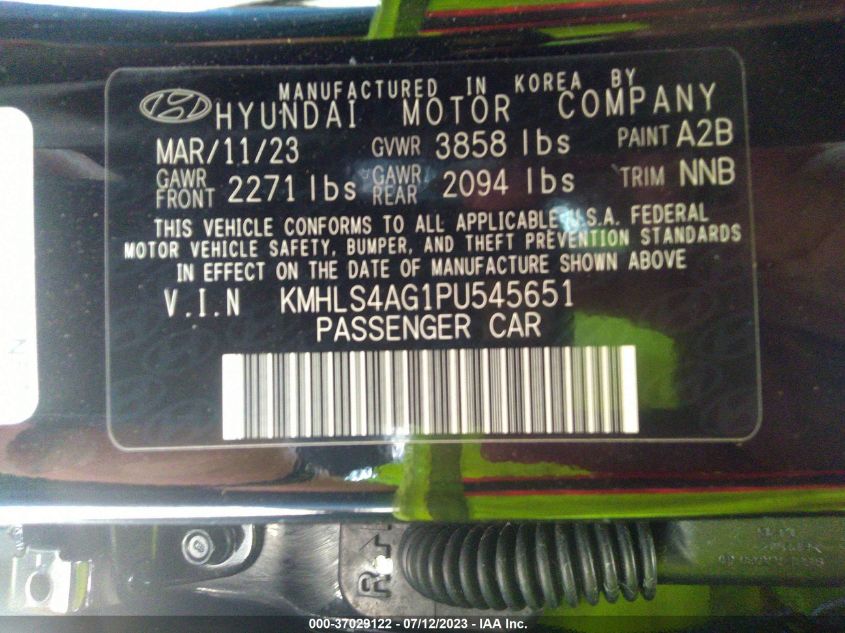 MANUFACTURED IN KOREA BY
HYUNDAI MOTOR COMPANY
MAR/11/23 GVWR 3858 lbs PAINT A2B
GAWR FRONT 2271 lbs GAWR REAR 2094 lbs TRIM NNB
THIS VEHICLE CONFORMS TO ALL APPLICABLE U.S.A. FEDERAL
MOTOR VEHICLE SAFETY, BUMPER, AND THEFT PREVENTION STANDARDS
IN EFFECT ON THE DATE OF MANUFACTURE SHOWN ABOVE
V.I.N KMHLS4AG1PU545651
PASSENGER CAR
000-37029122 - 07/12/2023 - IAA Inc.